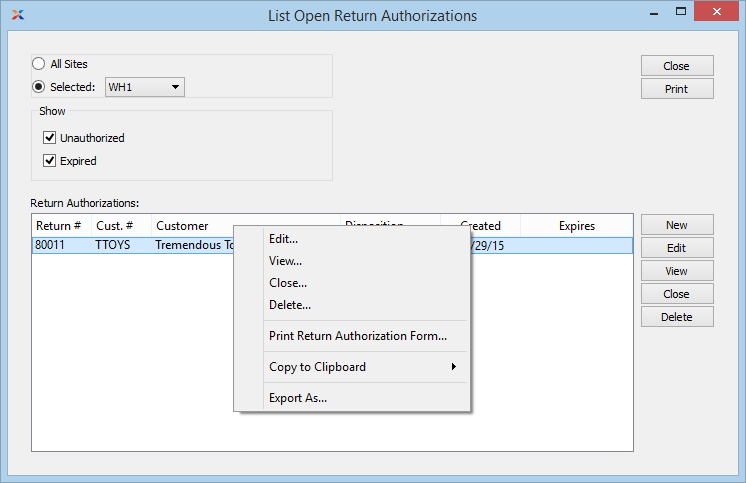 List Open Return Authorizations
All Sites
Selected: WH1
Close
Print
Show
Unauthorized
Expired
Return Authorizations:
Return # Cust. # Customer Disposition Created Expires
80011 TTOYS Tremendous To /29/15
Edit...
View...
Close...
Delete...
Print Return Authorization Form...
Copy to Clipboard
Export As...
New
Edit
View
Close
Delete